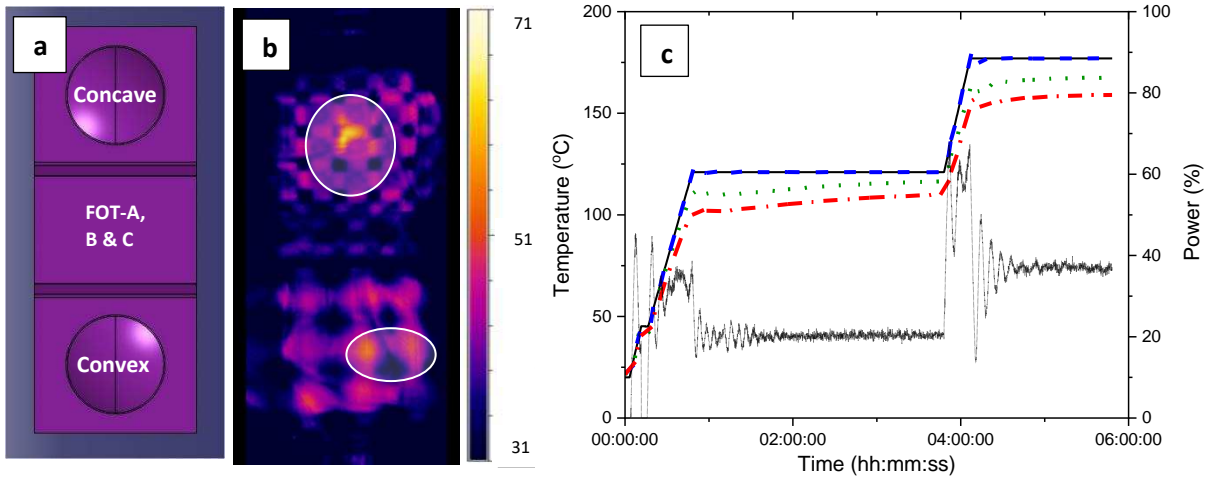 a
Concave
FOT-A,
B & C
Convex
b
71
51
31
c
200
150
100
50
0
Temperature (°C)
100
80
60
40
20
0
Power (%)
00:00:00
02:00:00
04:00:00
06:00:00
Time (hh:mm:ss)